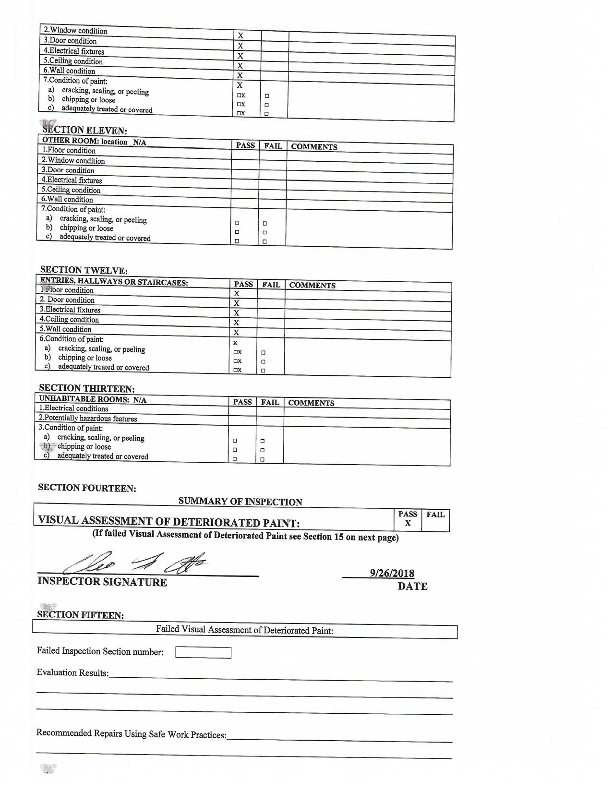 2.Window condition X
3.Door condition X
4.Electrical fixtures X
5.Ceiling condition X
6.Wall condition X
7.Condition of paint: X
a) cracking, scaling, or peeling □X □
b) chipping or loose □X □
c) adequately treated or covered □X □
SECTION ELEVEN:
OTHER ROOM: location N/A PASS FAIL COMMENTS
1.Floor condition
2.Window condition
3.Door condition
4.Electrical fixtures
5.Ceiling condition
6.Wall condition
7.Condition of paint:
a) cracking, scaling, or peeling □ □
b) chipping or loose □ □
c) adequately treated or covered □ □
SECTION TWELVE:
ENTRIES, HALLWAYS OR STAIRCASES: PASS FAIL COMMENTS
1.Floor condition X
2. Door condition X
3.Electrical fixtures X
4.Ceiling condition X
5.Wall condition X
6.Condition of paint: X
a) cracking, scaling, or peeling □X □
b) chipping or loose □X □
c) adequately treated or covered □X □
SECTION THIRTEEN:
UNHABITABLE ROOMS: N/A PASS FAIL COMMENTS
1.Electrical conditions
2.Potentially hazardous features
3.Condition of paint:
a) cracking, scaling, or peeling □ □
b) chipping or loose □ □
c) adequately treated or covered □ □
SECTION FOURTEEN:
SUMMARY OF INSPECTION
PASS FAIL
VISUAL ASSESSMENT OF DETERIORATED PAINT: X
(If failed Visual Assessment of Deteriorated Paint see Section 15 on next page)
9/26/2018
INSPECTOR SIGNATURE DATE
SECTION FIFTEEN:
Failed Visual Assessment of Deteriorated Paint:
Failed Inspection Section number:
Evaluation Results:
Recommended Repairs Using Safe Work Practices: